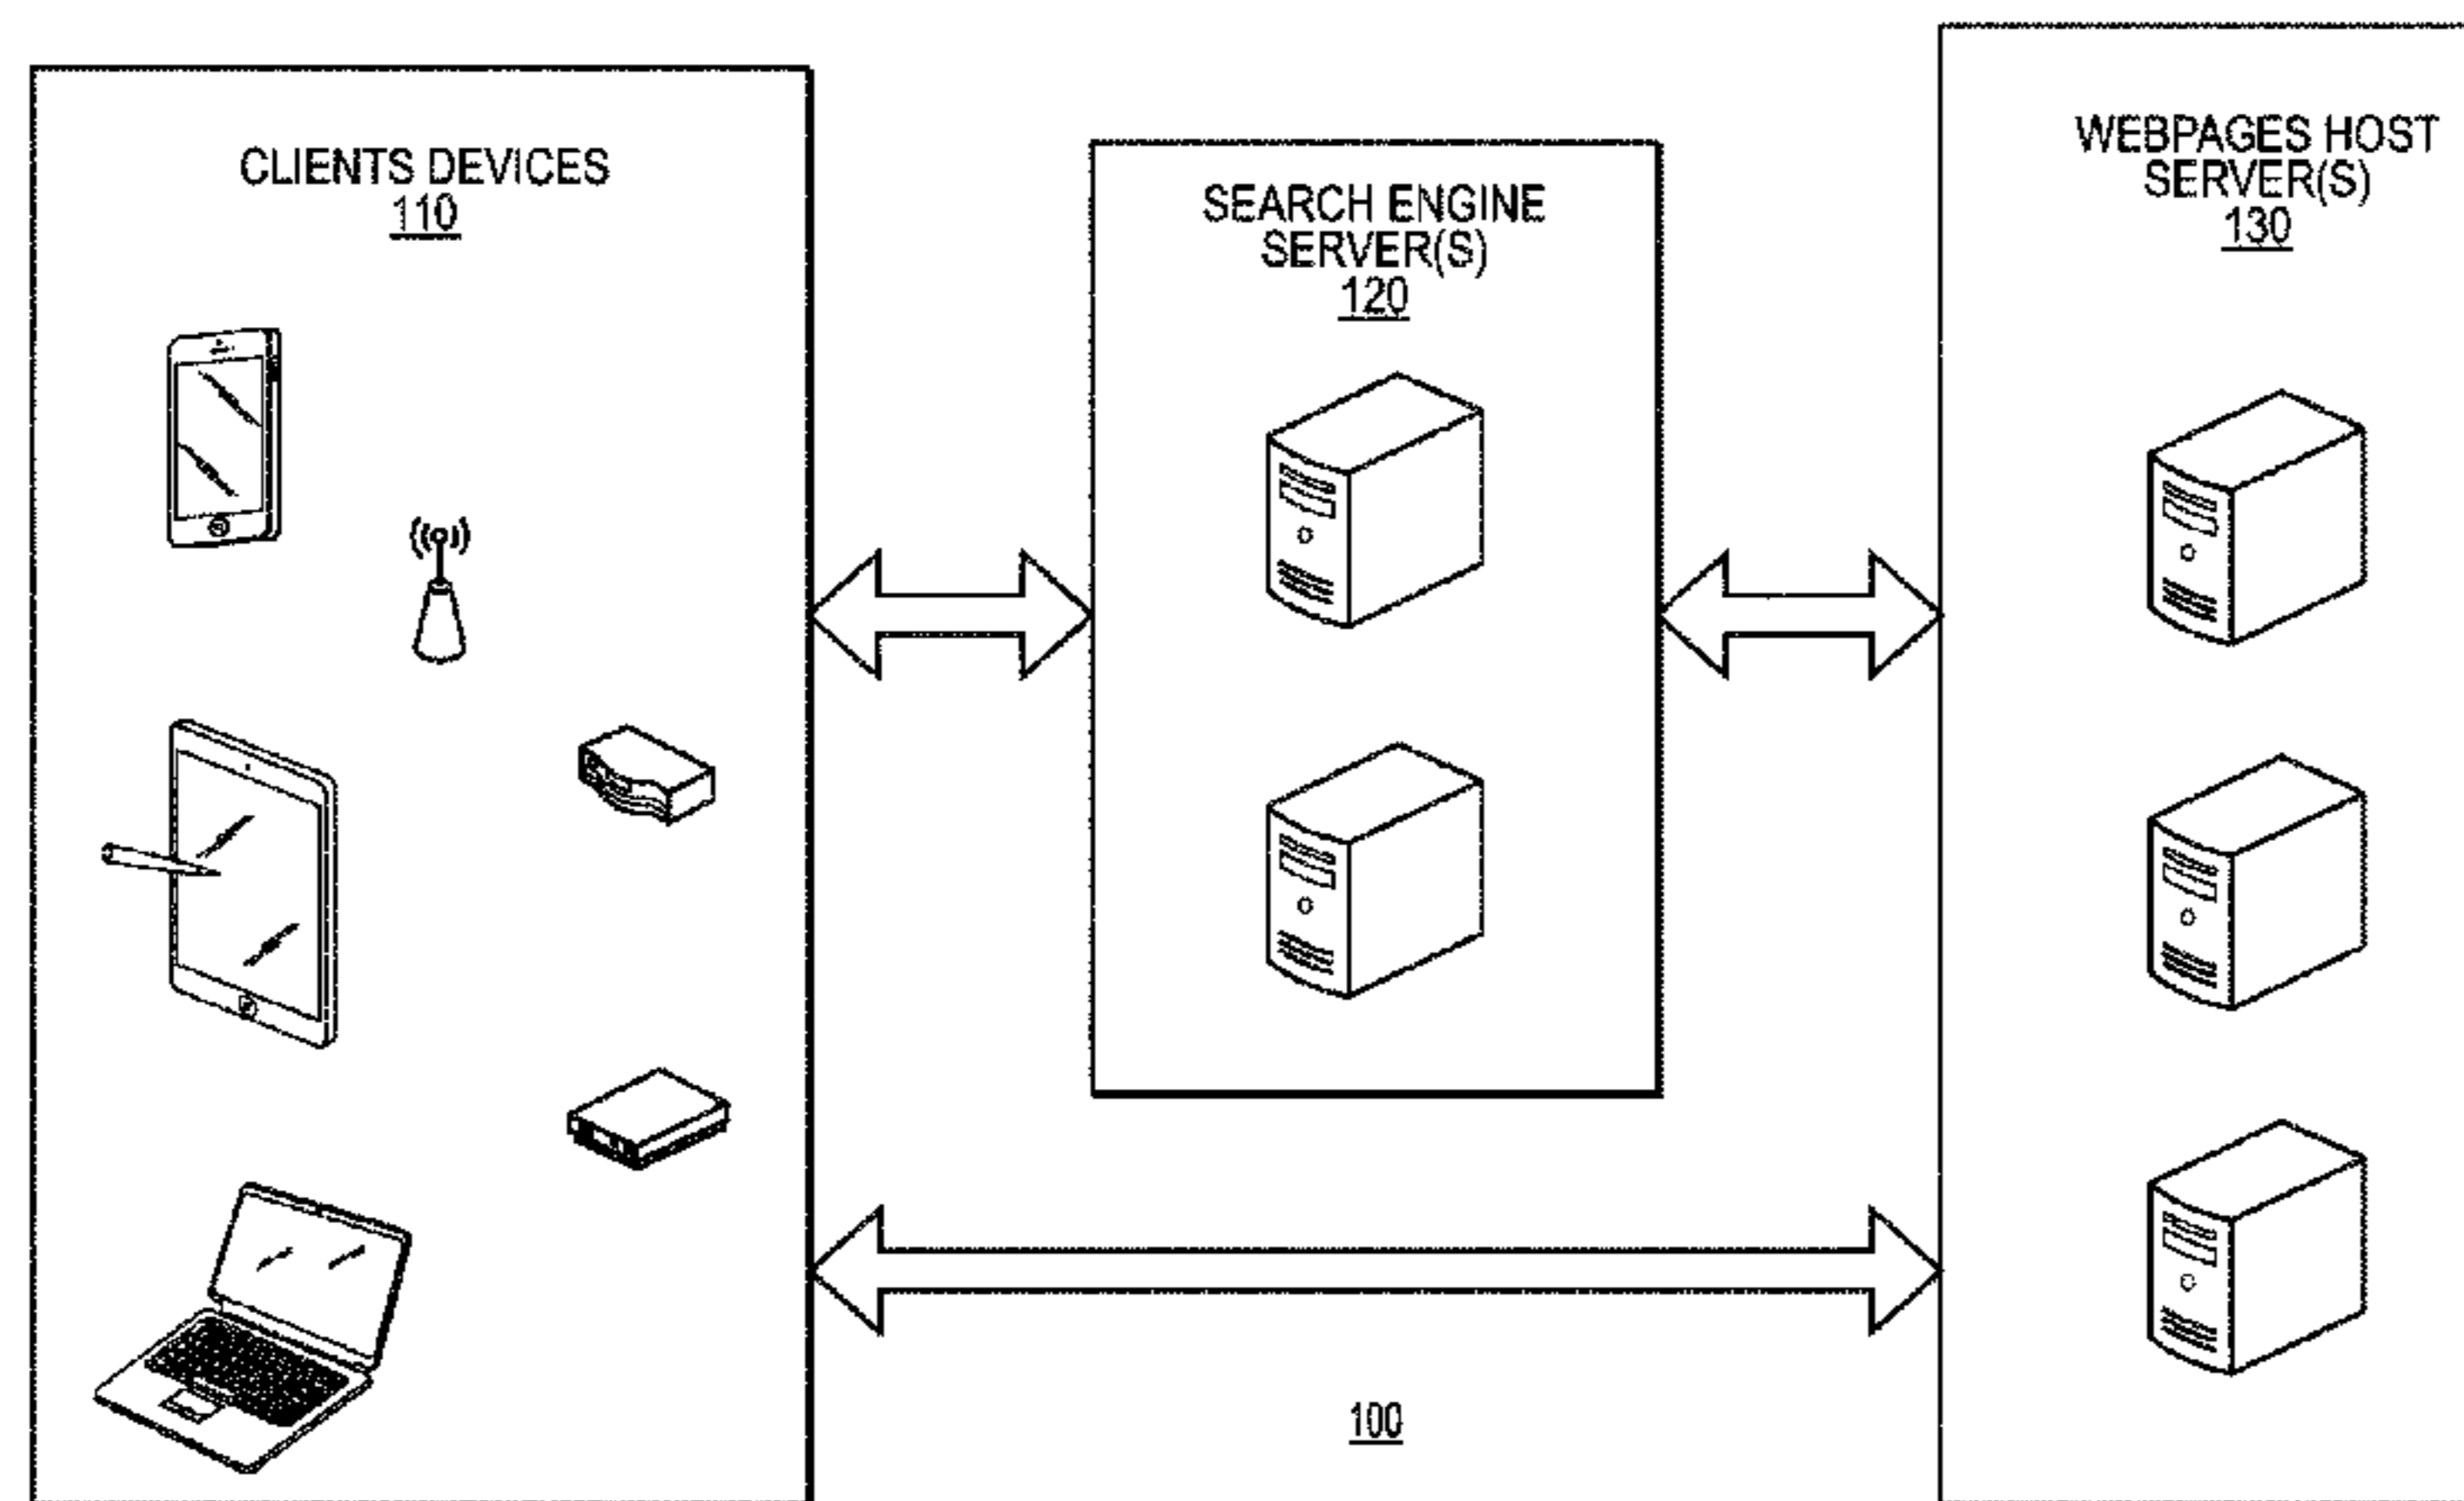 CLIENTS DEVICES
110
SEARCH ENGINE
SERVER(S)
120
WEBPAGES HOST
SERVER(S)
130
100